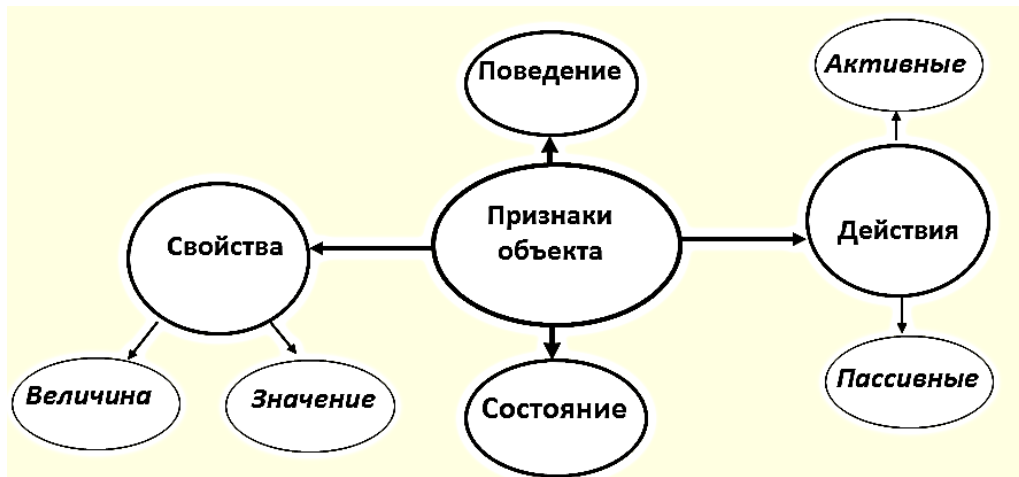 Поведение
Активные
Признаки
объекта
Свойства
Действия
Величина
Значение
Состояние
Пассивные